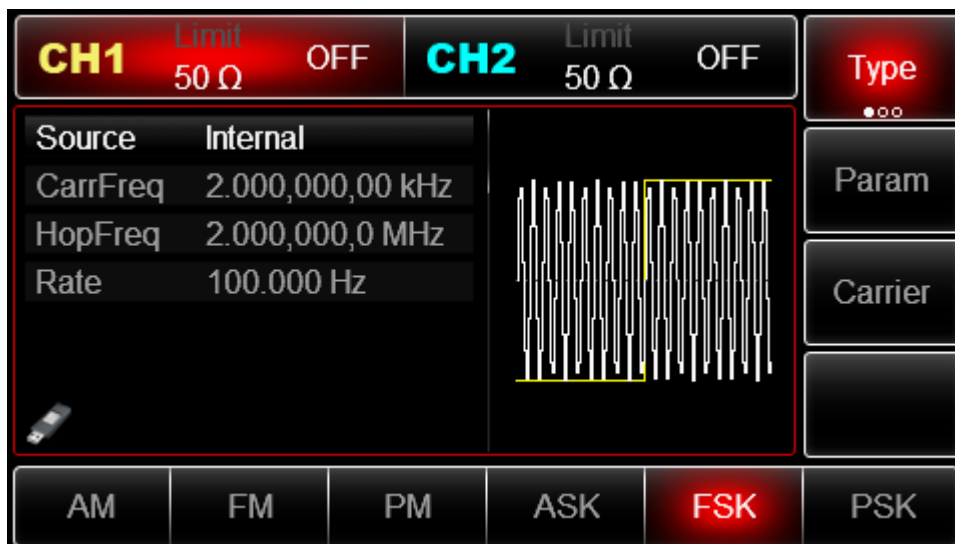 CH1 Limit 50 Ω OFF CH2 Limit 50 Ω OFF
Type
Source Internal
CarrFreq 2.000,000,00 kHz
HopFreq 2.000,000,0 MHz
Rate 100.000 Hz
Param
Carrier
AM FM PM ASK FSK PSK